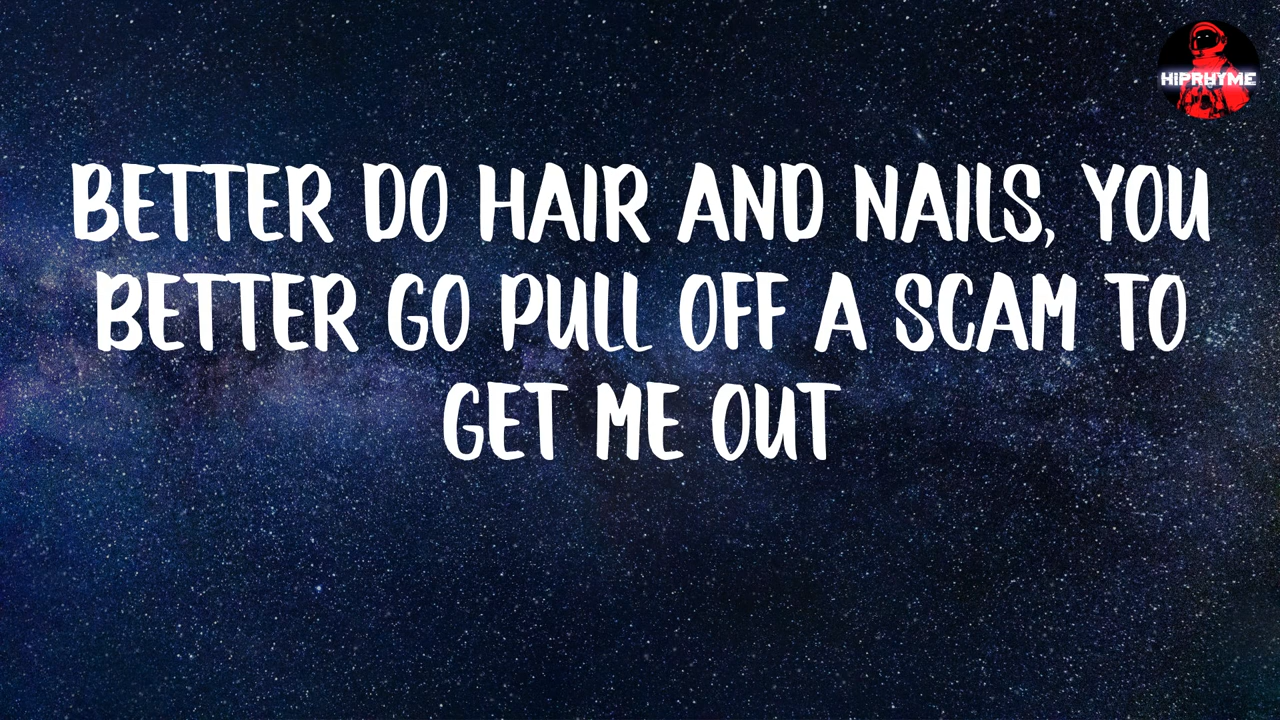 HIPRHYME
BETTER DO HAIR AND NAILS, YOU
BETTER GO PULL OFF A SCAM TO
GET ME OUT